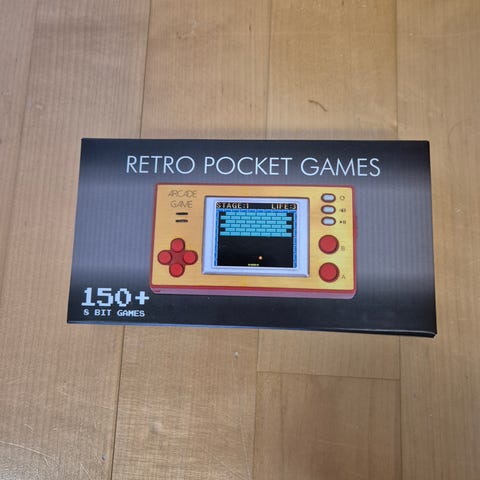 RETRO POCKET GAMES
ARCADE
GAME
STAGE:1 LIFE:3
B
A
150+
8 BIT GAMES